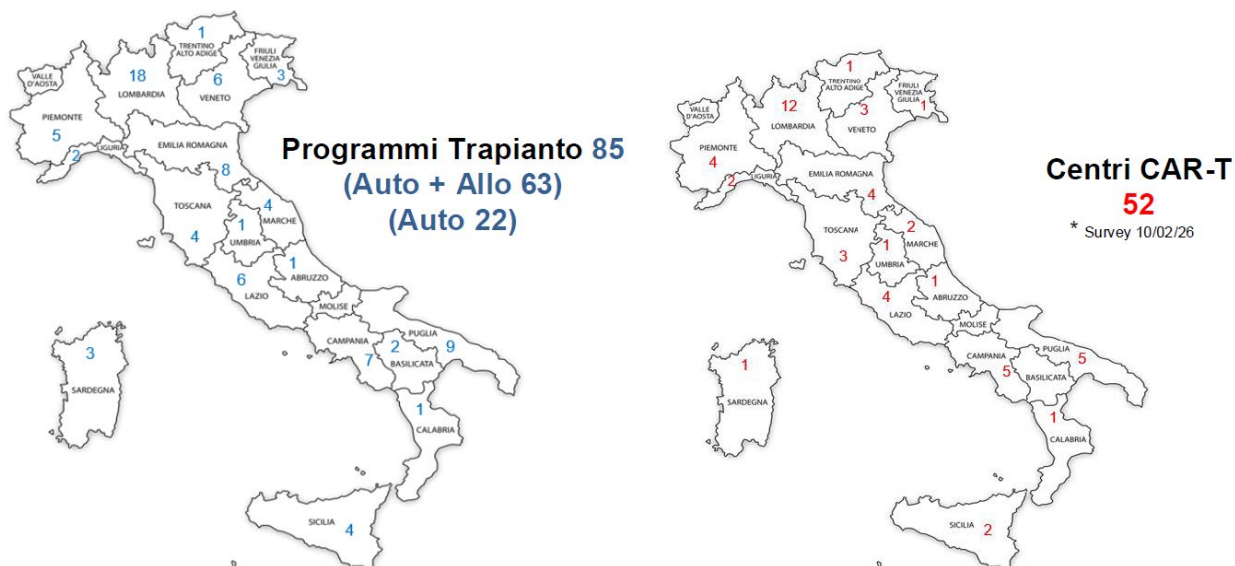 1
TRENTINO
ALTO ADIGE
FRIULI
VENEZIA
GIULIA
3
VALLE
D'AOSTA
18
LOMBARDIA
6
VENETO
PIEMONTE
5
2
LIGURIA
EMILIA ROMAGNA
8
TOSCANA
4
4
MARCHE
1
UMBRIA
1
ABRUZZO
6
LAZIO
MOLISE
CAMPANIA
7
PUGLIA
9
2
BASILICATA
3
SARDEGNA
1
CALABRIA
SICILIA
4
Programmi Trapianto 85
(Auto + Allo 63)
(Auto 22)
1
TRENTINO
ALTO ADIGE
FRIULI
VENEZIA
GIULIA
1
VALLE
D'AOSTA
12
LOMBARDIA
3
VENETO
PIEMONTE
4
2
LIGURIA
EMILIA ROMAGNA
4
TOSCANA
3
2
MARCHE
1
UMBRIA
1
ABRUZZO
4
LAZIO
MOLISE
CAMPANIA
5
PUGLIA
5
BASILICATA
1
SARDEGNA
1
CALABRIA
SICILIA
2
Centri CAR-T
52
* Survey 10/02/26